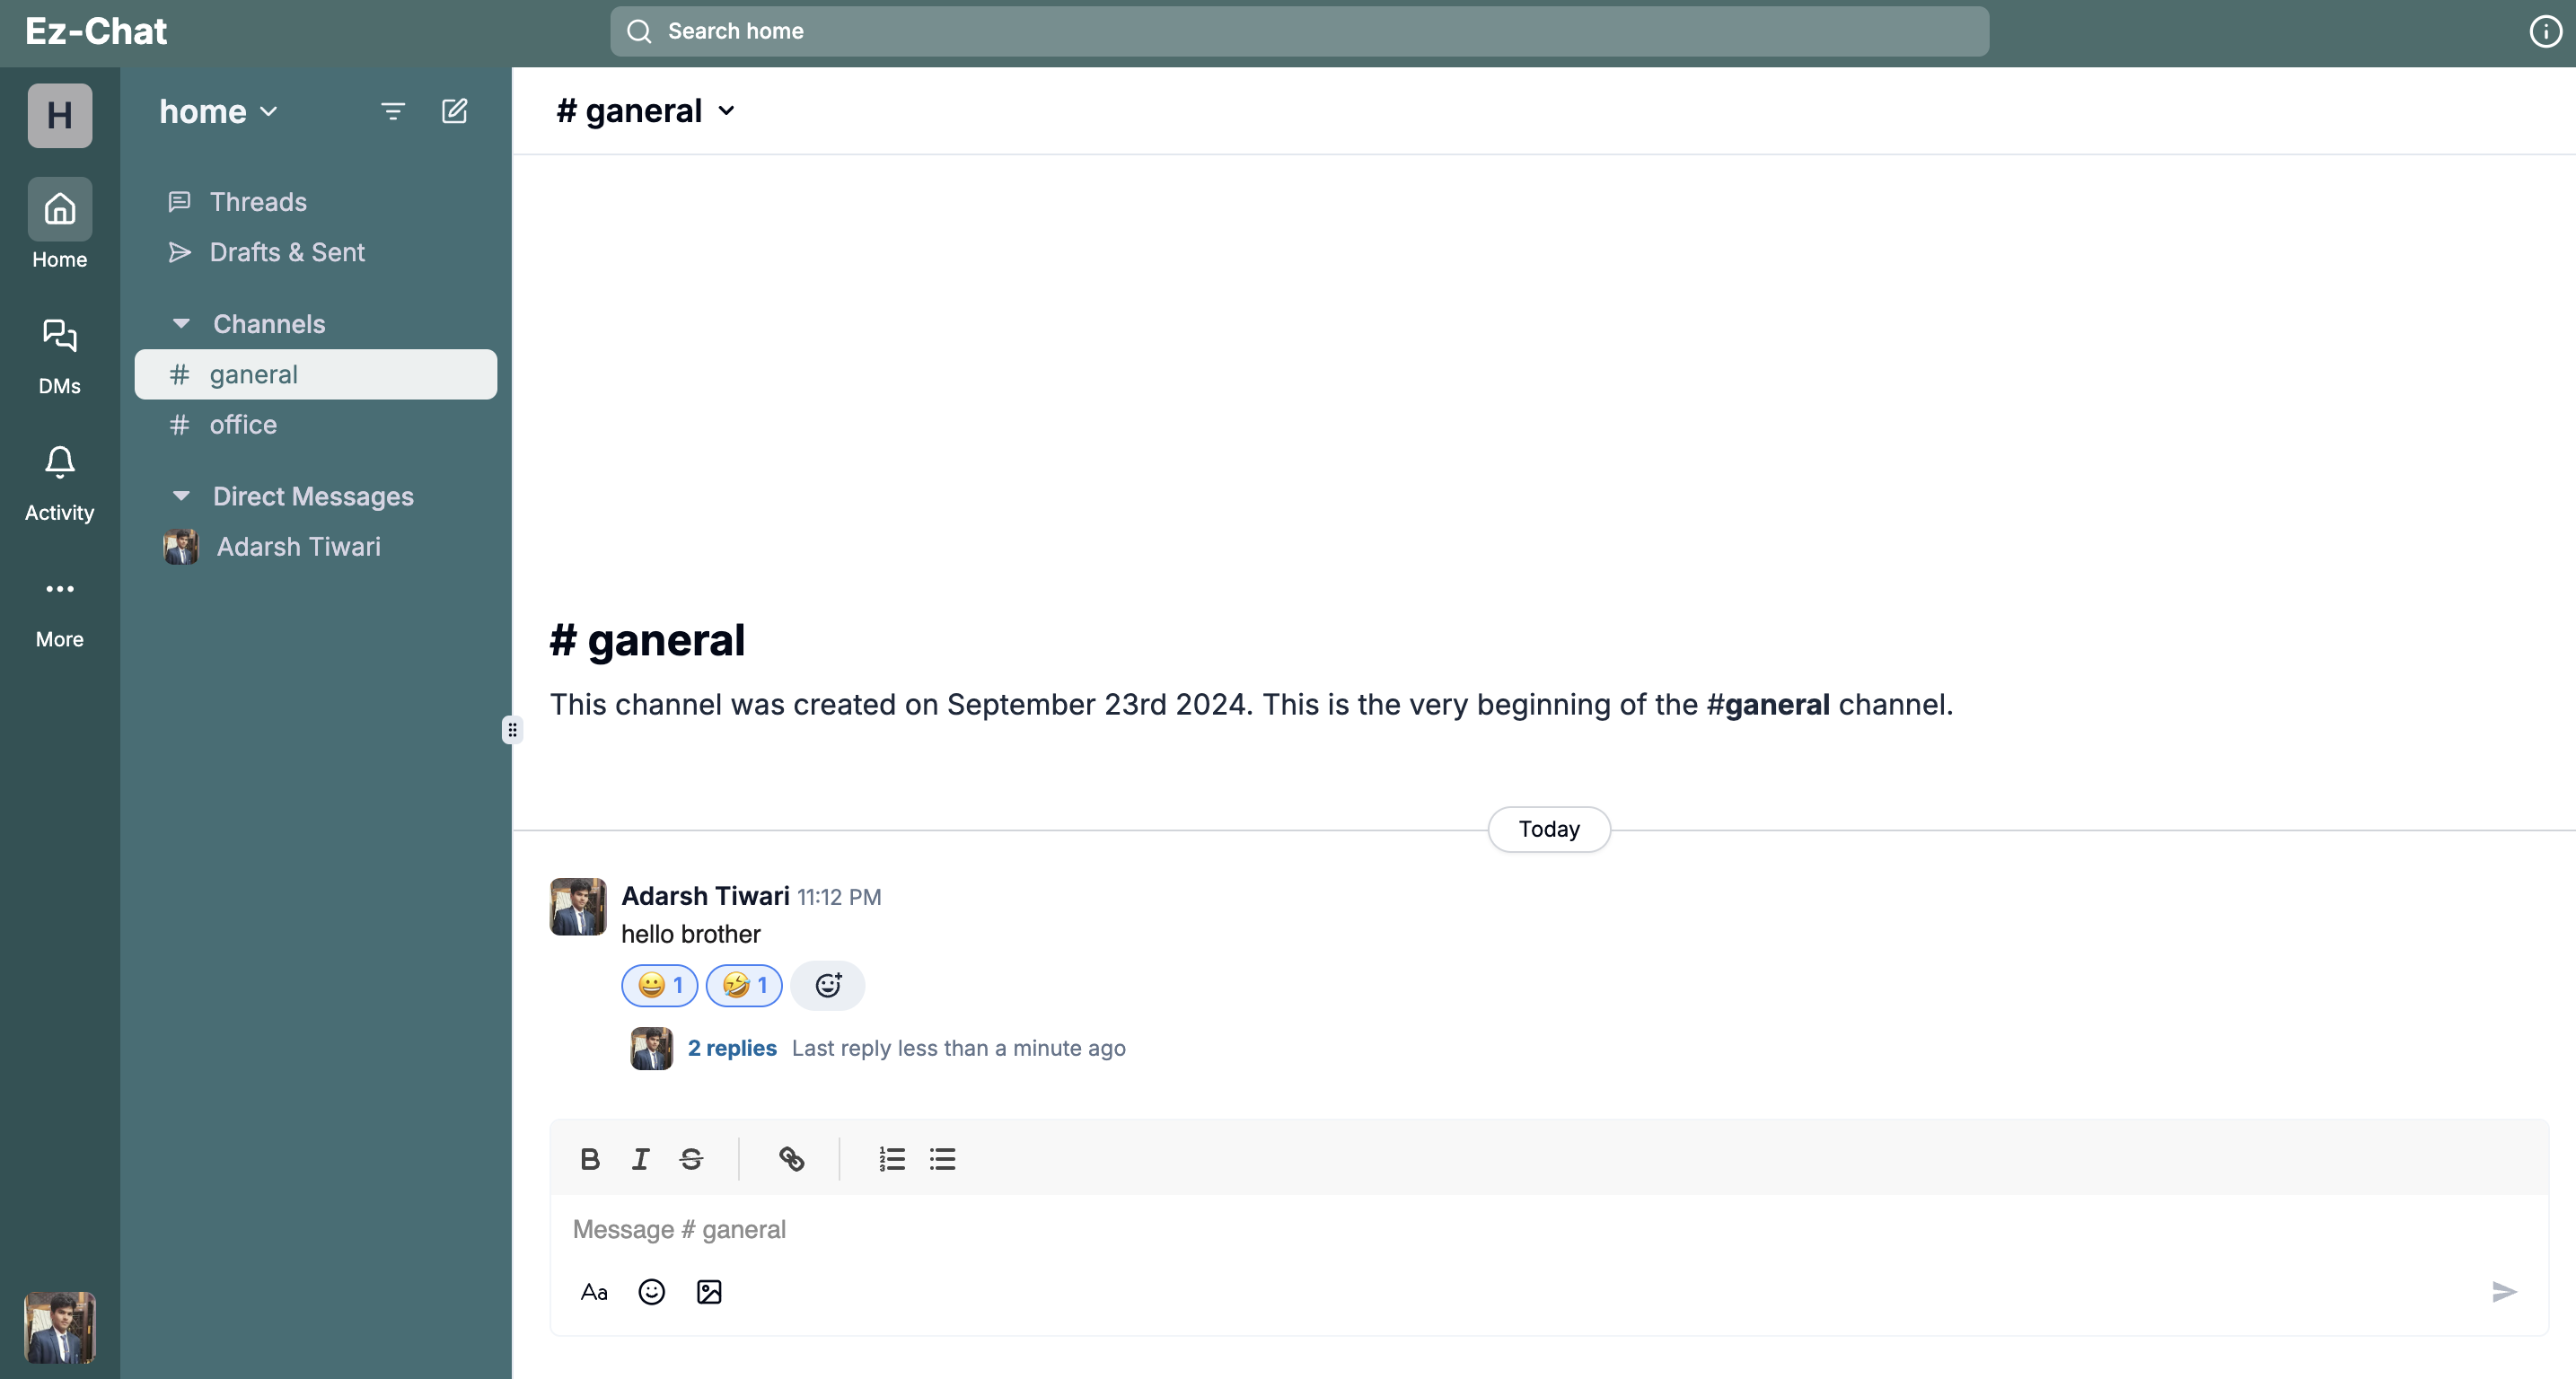 Ez-Chat
Search home
H
home
Home
DMs
Activity
More
Threads
Drafts & Sent
Channels
# ganeral
# office
Direct Messages
Adarsh Tiwari
# ganeral
# ganeral
This channel was created on September 23rd 2024. This is the very beginning of the #ganeral channel.
Today
Adarsh Tiwari 11:12 PM
hello brother
😀 1 🤣 1
2 replies Last reply less than a minute ago
B I S
Message # ganeral
Aa